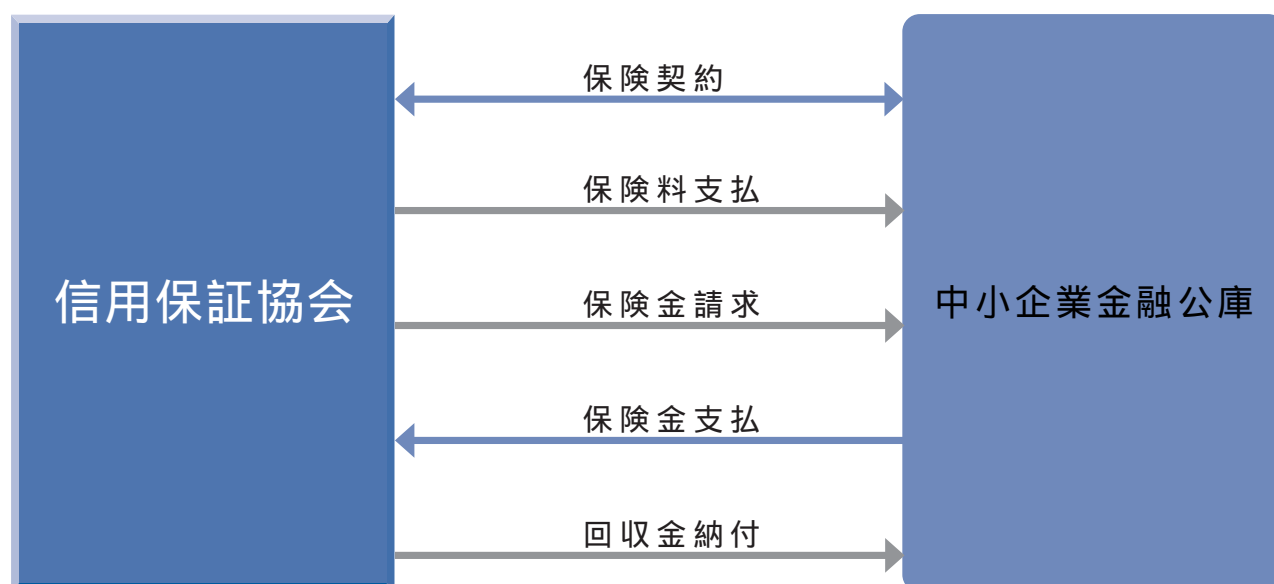 保険契約
保険料支払
信用保証協会
保険金請求
中小企業金融公庫
保険金支払
回収金納付